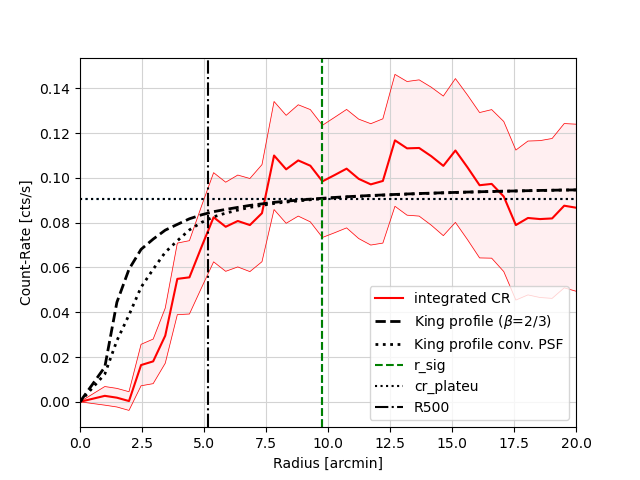 0.14
0.12
0.10
0.08
0.06
0.04
0.02
0.00
Count-Rate [cts/s]
integrated CR
King profile (β=2/3)
King profile conv. PSF
r_sig
cr_plateu
R500
0.0 2.5 5.0 7.5 10.0 12.5 15.0 17.5 20.0
Radius [arcmin]